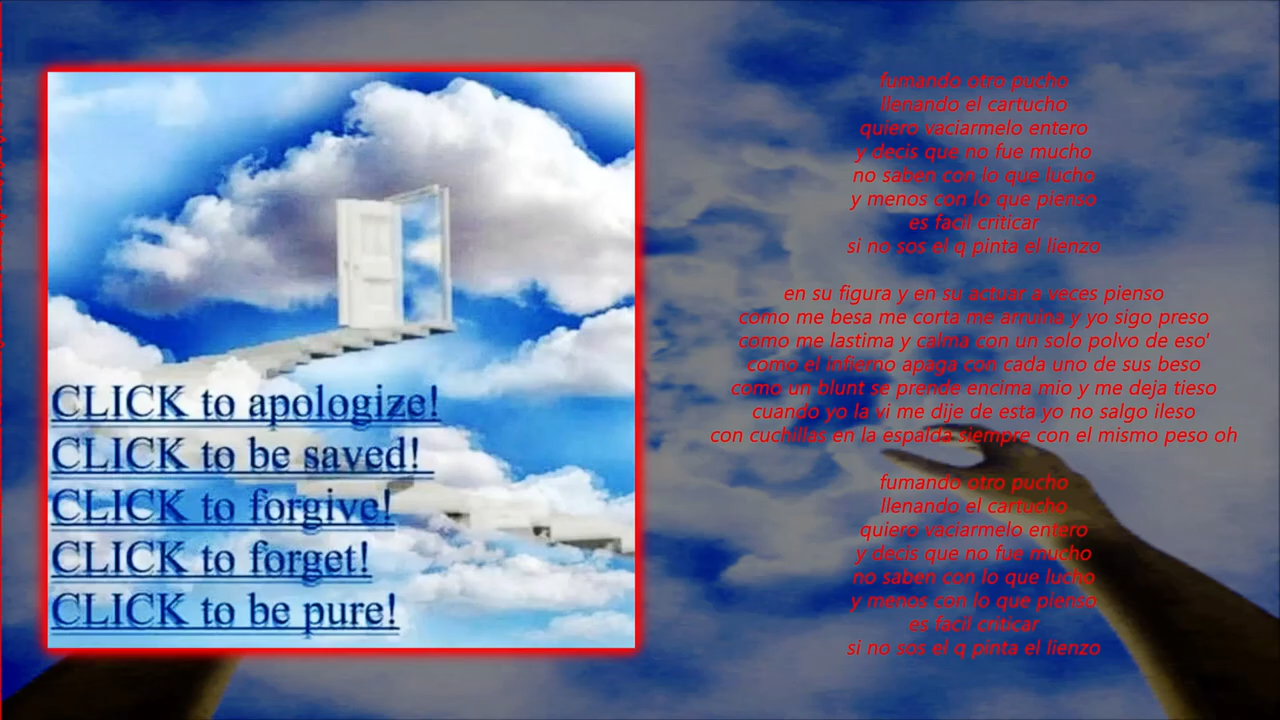 CLICK to apologize!
CLICK to be saved!
CLICK to forgive!
CLICK to forget!
CLICK to be pure!
fumando otro pucho
llenando el cartucho
quiero vaciarmelo entero
y decis que no fue mucho
no saben con lo que lucho
y menos con lo que pienso
es facil criticar
si no sos el q pinta el lienzo
en su figura y en su actuar a veces pienso
como me besa me corta me arruina y yo sigo preso
como me lastima y calma con un solo polvo de eso'
como el infierno apaga con cada uno de sus beso
como un blunt se prende encima mio y me deja tieso
cuando yo la vi me dije de esta yo no salgo ileso
con cuchillas en la espalda siempre con el mismo peso oh
fumando otro pucho
llenando el cartucho
quiero vaciarmelo entero
y decis que no fue mucho
no saben con lo que lucho
y menos con lo que pienso
es facil criticar
si no sos el q pinta el lienzo